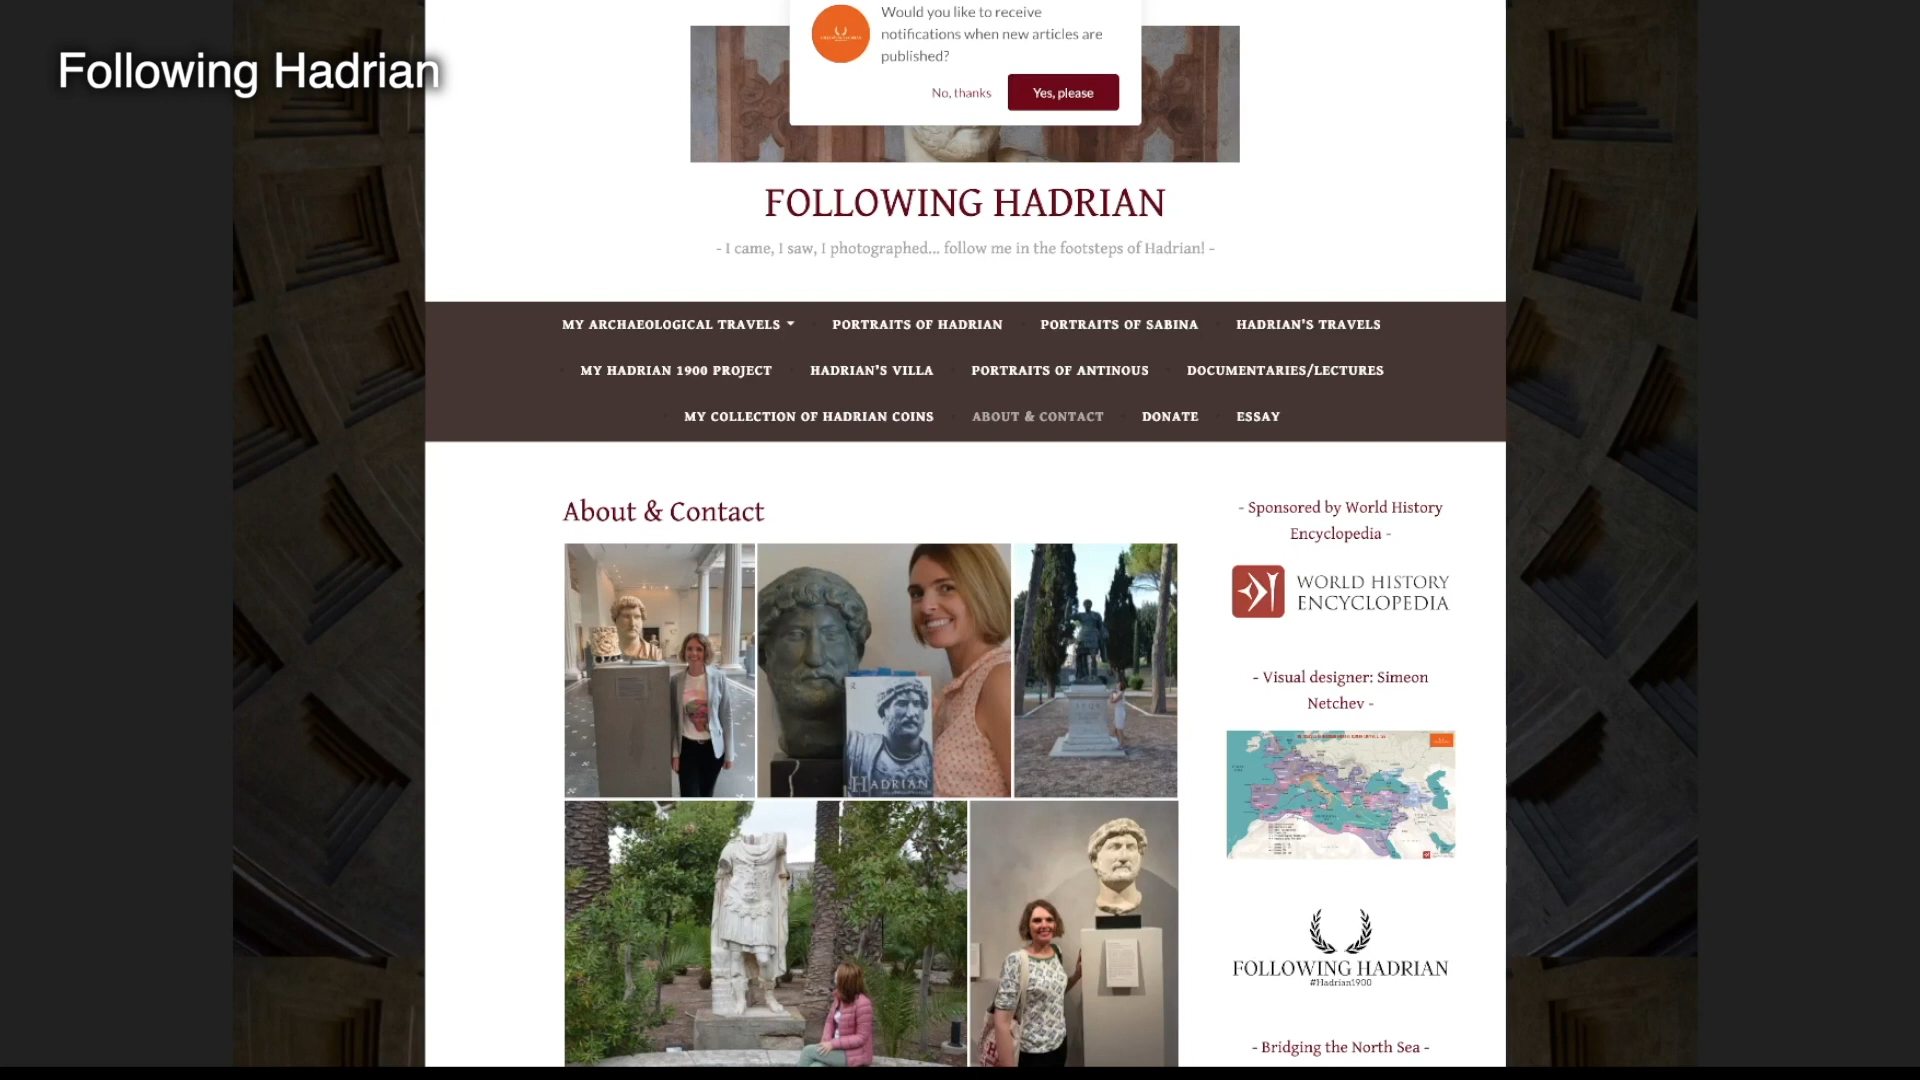 Following Hadrian
Would you like to receive
notifications when new articles are
published?
No, thanks
Yes, please
FOLLOWING HADRIAN
- I came, I saw, I photographed... follow me in the footsteps of Hadrian! -
MY ARCHAEOLOGICAL TRAVELS
PORTRAITS OF HADRIAN
PORTRAITS OF SABINA
HADRIAN'S TRAVELS
MY HADRIAN 1900 PROJECT
HADRIAN'S VILLA
PORTRAITS OF ANTINOUS
DOCUMENTARIES/LECTURES
MY COLLECTION OF HADRIAN COINS
ABOUT & CONTACT
DONATE
ESSAY
About & Contact
HADRIAN
- Sponsored by World History
Encyclopedia -
WORLD HISTORY
ENCYCLOPEDIA
- Visual designer: Simeon
Netchev -
FOLLOWING HADRIAN
#Hadrian1900
- Bridging the North Sea -